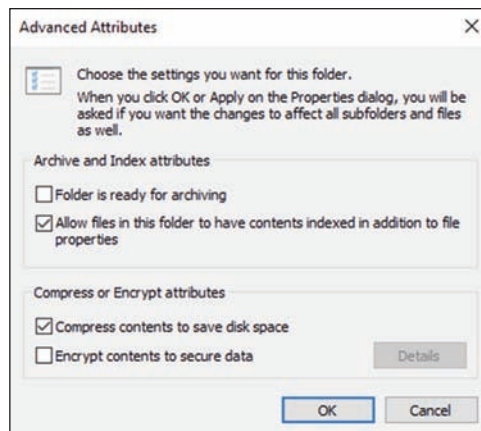 Advanced Attributes
Choose the settings you want for this folder.
When you click OK or Apply on the Properties dialog, you will be
asked if you want the changes to affect all subfolders and files
as well.
Archive and Index attributes
Folder is ready for archiving
Allow files in this folder to have contents indexed in addition to file
properties
Compress or Encrypt attributes
Compress contents to save disk space
Encrypt contents to secure data
Details
OK
Cancel